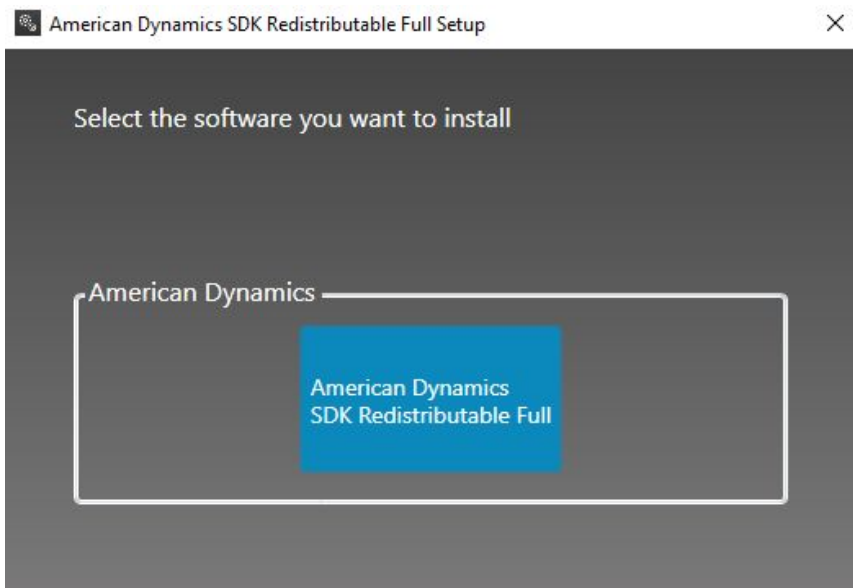 American Dynamics SDK Redistributable Full Setup
Select the software you want to install
American Dynamics
American Dynamics
SDK Redistributable Full